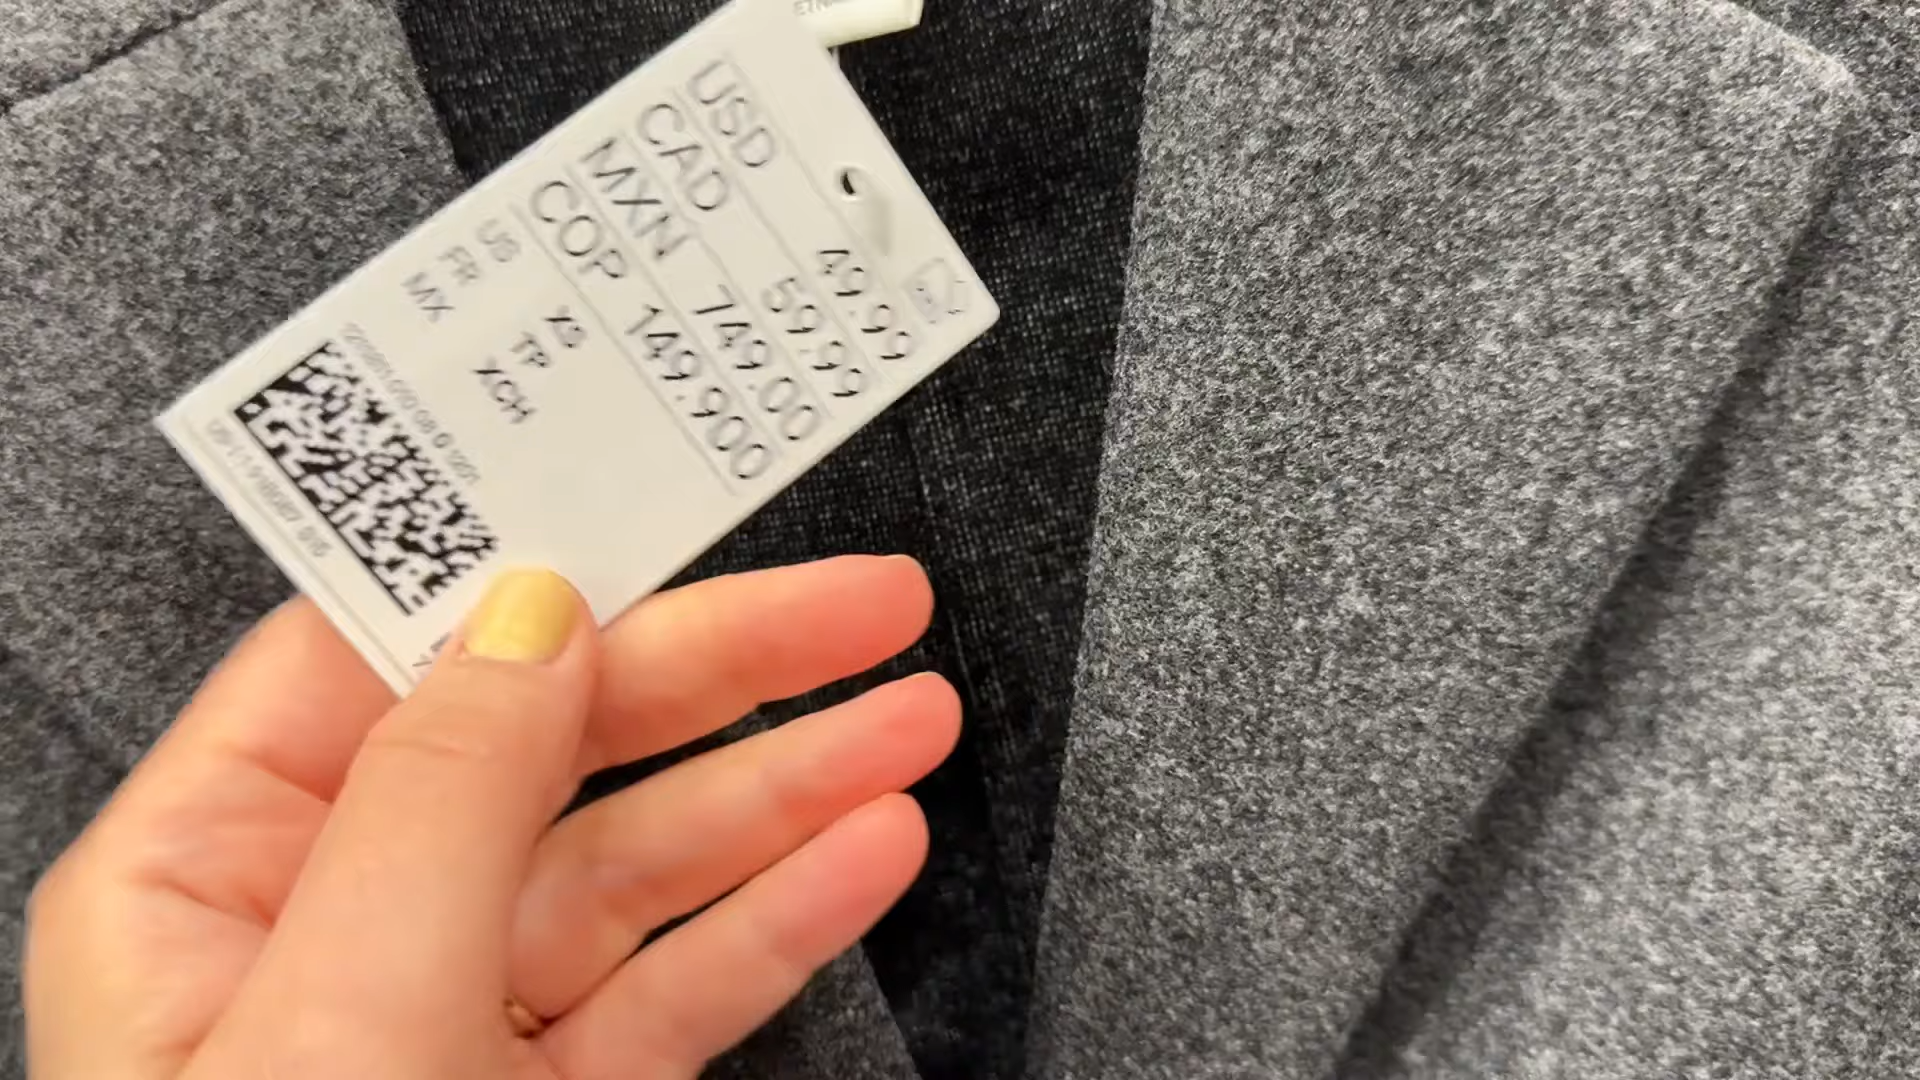 USD 49.99
CAD 59.99
MXN 749.00
COP 149.900
US XS
FR TP
MX XCH